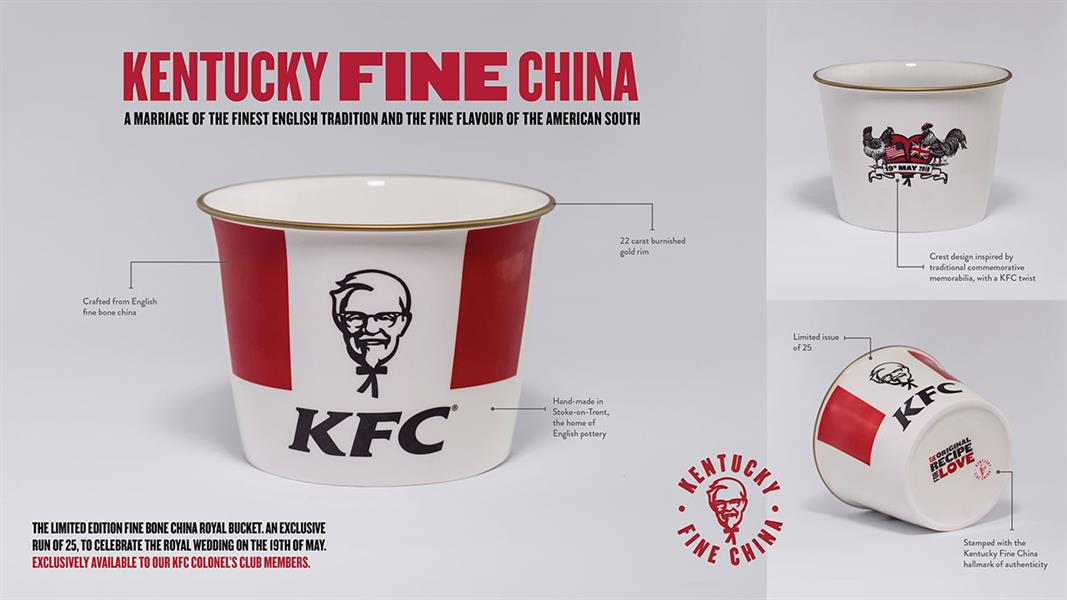 KENTUCKY FINE CHINA
A MARRIAGE OF THE FINEST ENGLISH TRADITION AND THE FINE FLAVOUR OF THE AMERICAN SOUTH
22 carat burnished
gold rim
Crafted from English
fine bone china
KFC®
Hand-made in
Stoke-on-Trent,
the home of
English pottery
THE LIMITED EDITION FINE BONE CHINA ROYAL BUCKET. AN EXCLUSIVE
RUN OF 25, TO CELEBRATE THE ROYAL WEDDING ON THE 19TH OF MAY.
EXCLUSIVELY AVAILABLE TO OUR KFC COLONEL'S CLUB MEMBERS.
KENTUCKY
FINE CHINA
19TH MAY 2018
Crest design inspired by
traditional commemorative
memorabilia, with a KFC twist
Limited issue
of 25
KFC
THE ORIGINAL
RECIPE
FOR LOVE
KENTUCKY
FINE CHINA
Stamped with the
Kentucky Fine China
hallmark of authenticity